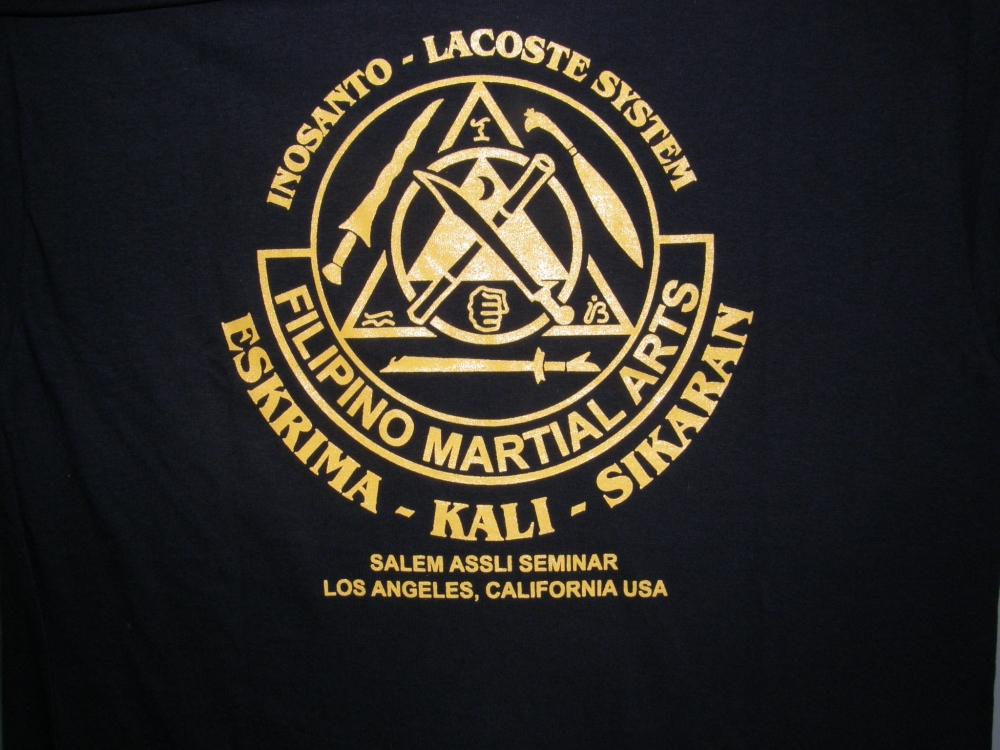 INOSANTO - LACOSTE SYSTEM
FILIPINO MARTIAL ARTS
ESKRIMA - KALI - SIKARAN
SALEM ASSLI SEMINAR
LOS ANGELES, CALIFORNIA USA